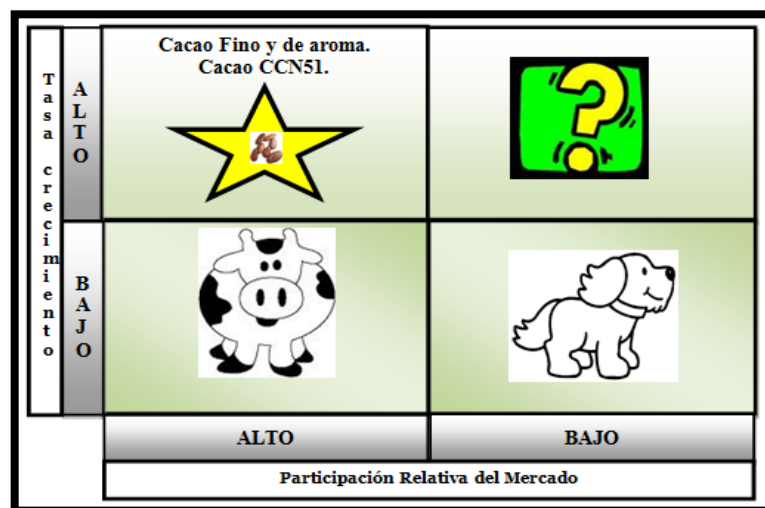 Cacao Fino y de aroma.
Cacao CCN51.
Tasa crecimiento
ALTO
BAJO
ALTO
BAJO
Participación Relativa del Mercado